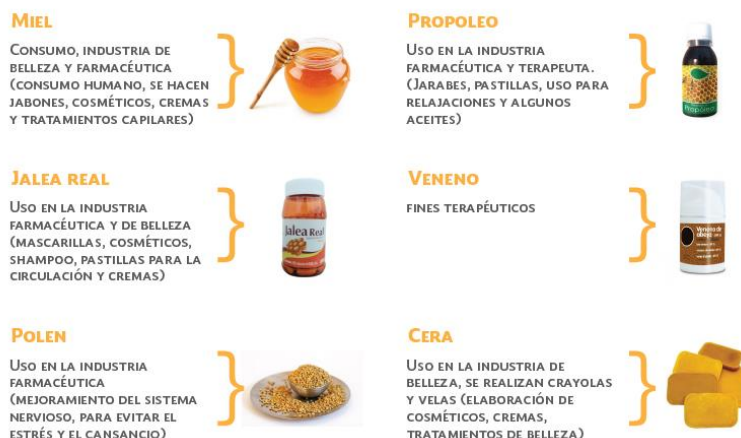 MIEL
CONSUMO, INDUSTRIA DE
BELLEZA Y FARMACÉUTICA
(CONSUMO HUMANO, SE HACEN
JABONES, COSMÉTICOS, CREMAS
Y TRATAMIENTOS CAPILARES)
PROPOLEO
USO EN LA INDUSTRIA
FARMACÉUTICA Y TERAPEUTA.
(JARABES, PASTILLAS, USO PARA
RELAJACIONES Y ALGUNOS
ACEITES)
Propóleo
JALEA REAL
USO EN LA INDUSTRIA
FARMACÉUTICA Y DE BELLEZA
(MASCARILLAS, COSMÉTICOS,
SHAMPOO, PASTILLAS PARA LA
CIRCULACIÓN Y CREMAS)
Jalea Real
VENENO
FINES TERAPÉUTICOS
Veneno de
abejas
POLEN
USO EN LA INDUSTRIA
FARMACÉUTICA
(MEJORAMIENTO DEL SISTEMA
NERVIOSO, PARA EVITAR EL
ESTRÉS Y EL CANSANCIO)
CERA
USO EN LA INDUSTRIA DE
BELLEZA, SE REALIZAN CRAYOLAS
Y VELAS (ELABORACIÓN DE
COSMÉTICOS, CREMAS,
TRATAMIENTOS DE BELLEZA)